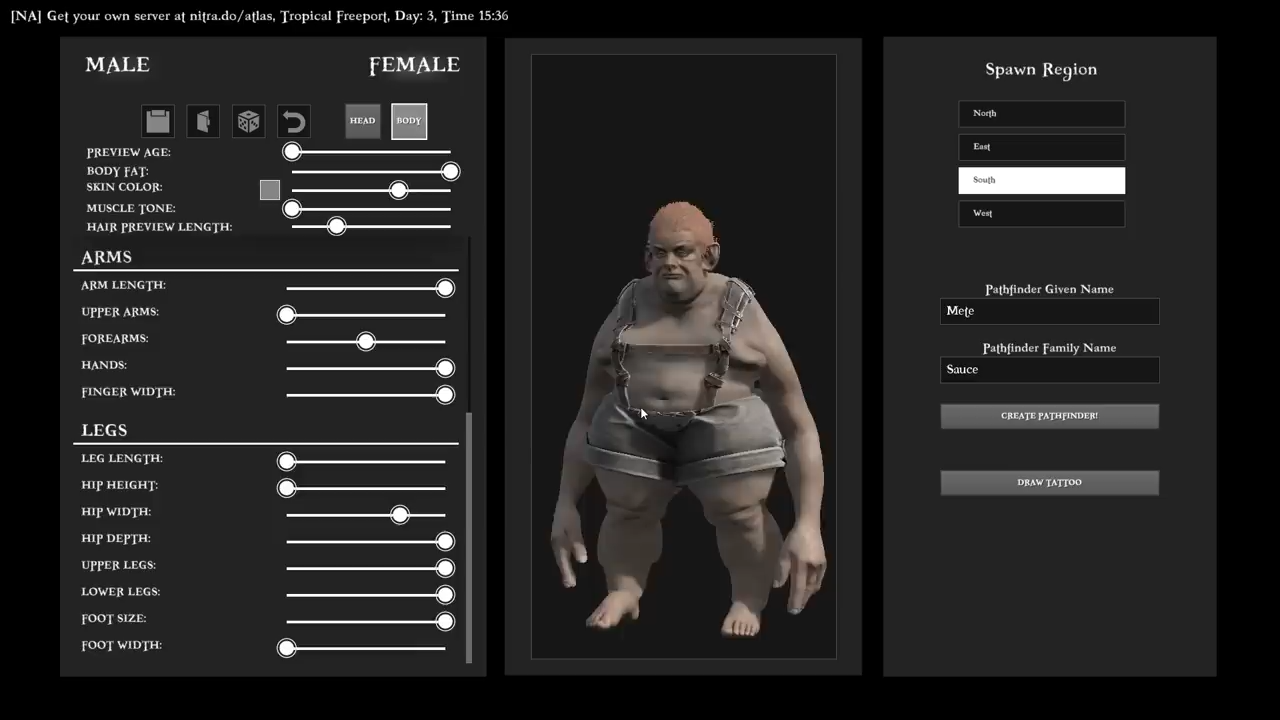 [NA] Get your own server at nitra.do/atlas, Tropical Freeport, Day: 3, Time 15:36
MALE
FEMALE
HEAD
BODY
PREVIEW AGE:
BODY FAT:
SKIN COLOR:
MUSCLE TONE:
HAIR PREVIEW LENGTH:
ARMS
ARM LENGTH:
UPPER ARMS:
FOREARMS:
HANDS:
FINGER WIDTH:
LEGS
LEG LENGTH:
HIP HEIGHT:
HIP WIDTH:
HIP DEPTH:
UPPER LEGS:
LOWER LEGS:
FOOT SIZE:
FOOT WIDTH:
Spawn Region
North
East
South
West
Pathfinder Given Name
Mete
Pathfinder Family Name
Sauce
CREATE PATHFINDER!
DRAW TATTOO